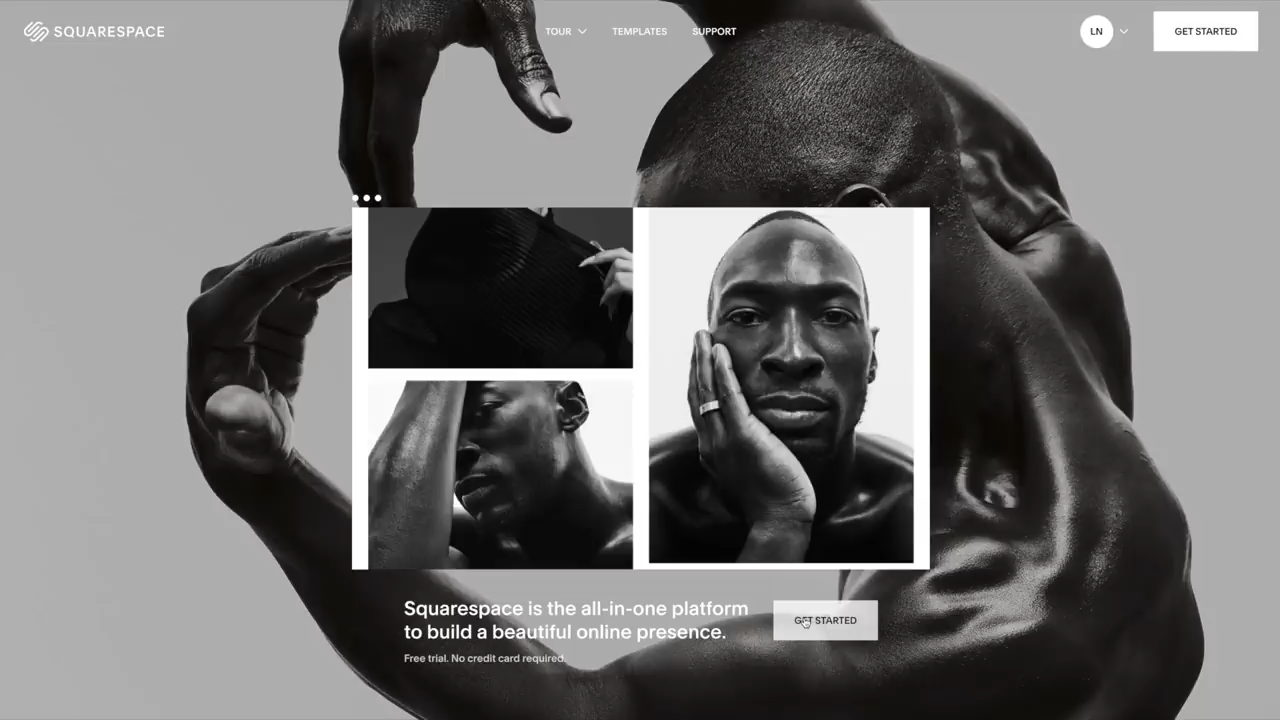 SQUARESPACE
TOUR
TEMPLATES
SUPPORT
LN
GET STARTED
Squarespace is the all-in-one platform
to build a beautiful online presence.
GET STARTED
Free trial. No credit card required.